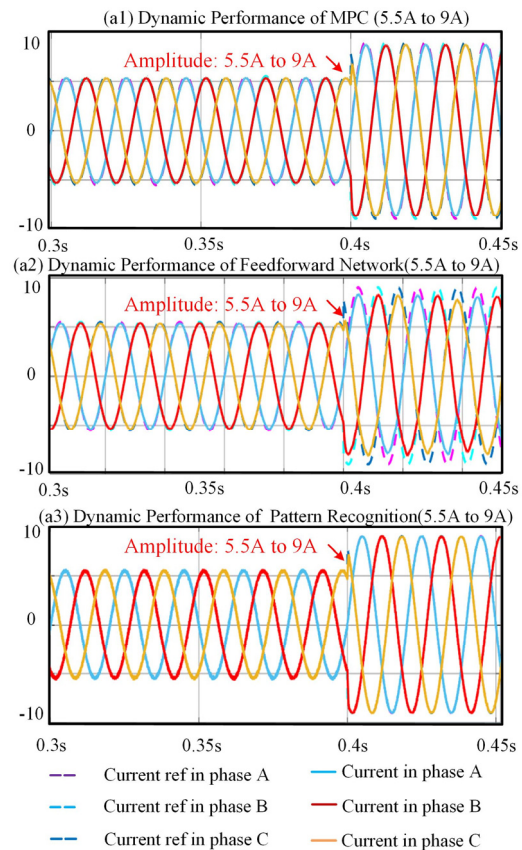 (a1) Dynamic Performance of MPC (5.5A to 9A)
10
Amplitude: 5.5A to 9A
0
-10
0.3s 0.35s 0.4s 0.45s
(a2) Dynamic Performance of Feedforward Network(5.5A to 9A)
10
Amplitude: 5.5A to 9A
0
-10
0.3s 0.35s 0.4s 0.45s
(a3) Dynamic Performance of Pattern Recognition(5.5A to 9A)
10
Amplitude: 5.5A to 9A
0
-10
0.3s 0.35s 0.4s 0.45s
Current ref in phase A Current in phase A
Current ref in phase B Current in phase B
Current ref in phase C Current in phase C